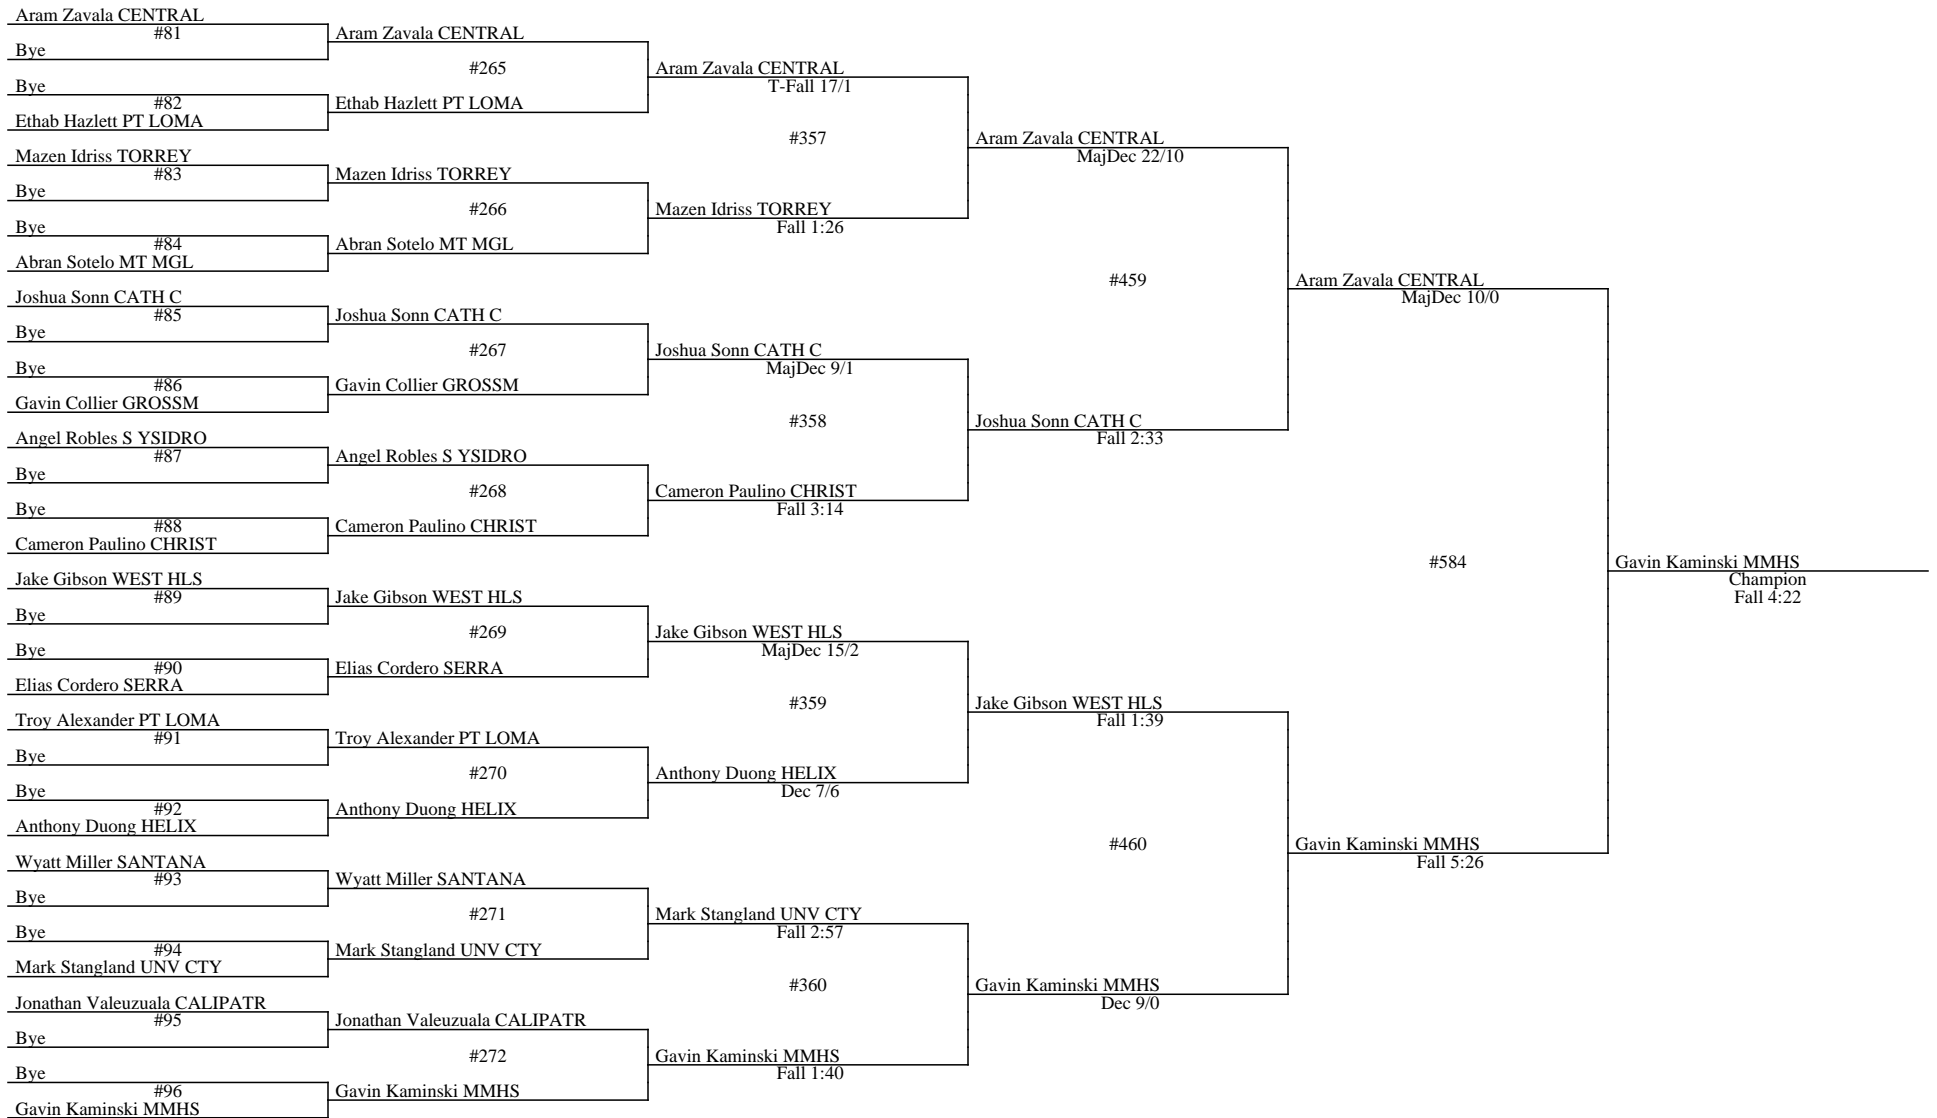 Aram Zavala CENTRAL
#81
Bye
Bye
#82
Ethab Hazlett PT LOMA
Mazen Idriss TORREY
#83
Bye
Bye
#84
Abran Sotelo MT MGL
Joshua Sonn CATH C
#85
Bye
Bye
#86
Gavin Collier GROSSM
Angel Robles S YSIDRO
#87
Bye
Bye
#88
Cameron Paulino CHRIST
Jake Gibson WEST HLS
#89
Bye
Bye
#90
Elias Cordero SERRA
Troy Alexander PT LOMA
#91
Bye
Bye
#92
Anthony Duong HELIX
Wyatt Miller SANTANA
#93
Bye
Bye
#94
Mark Stangland UNV CTY
Jonathan Valeuzuala CALIPATR
#95
Bye
Bye
#96
Gavin Kaminski MMHS
Aram Zavala CENTRAL
#265
Ethab Hazlett PT LOMA
Mazen Idriss TORREY
#266
Abran Sotelo MT MGL
Joshua Sonn CATH C
#267
Gavin Collier GROSSM
Angel Robles S YSIDRO
#268
Cameron Paulino CHRIST
Jake Gibson WEST HLS
#269
Elias Cordero SERRA
Troy Alexander PT LOMA
#270
Anthony Duong HELIX
Wyatt Miller SANTANA
#271
Mark Stangland UNV CTY
Jonathan Valeuzuala CALIPATR
#272
Gavin Kaminski MMHS
Aram Zavala CENTRAL
T-Fall 17/1
#357
Mazen Idriss TORREY
Fall 1:26
Joshua Sonn CATH C
MajDec 9/1
#358
Cameron Paulino CHRIST
Fall 3:14
Jake Gibson WEST HLS
MajDec 15/2
#359
Anthony Duong HELIX
Dec 7/6
Mark Stangland UNV CTY
Fall 2:57
#360
Gavin Kaminski MMHS
Fall 1:40
Aram Zavala CENTRAL
MajDec 22/10
#459
Joshua Sonn CATH C
Fall 2:33
Jake Gibson WEST HLS
Fall 1:39
#460
Gavin Kaminski MMHS
Dec 9/0
Aram Zavala CENTRAL
MajDec 10/0
#584
Gavin Kaminski MMHS
Fall 5:26
Gavin Kaminski MMHS
Champion
Fall 4:22